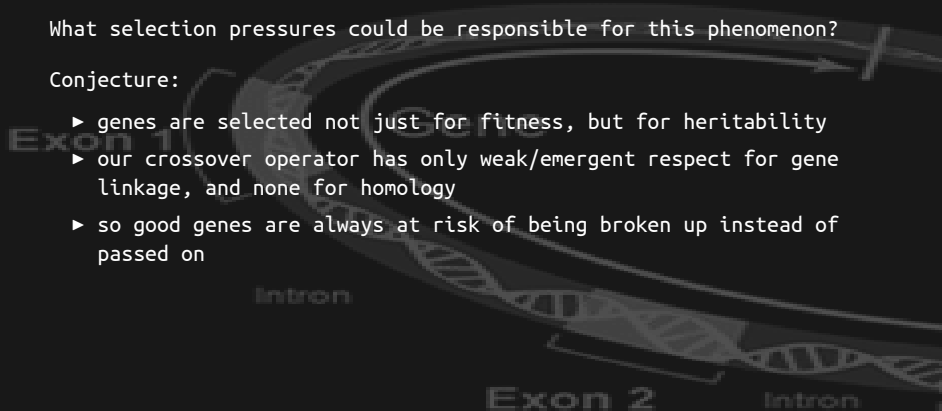 What selection pressures could be responsible for this phenomenon?
Conjecture:
▶ genes are selected not just for fitness, but for heritability
▶ our crossover operator has only weak/emergent respect for gene
linkage, and none for homology
▶ so good genes are always at risk of being broken up instead of
passed on
Gene
Exon 1
Intron
Exon 2
Intron